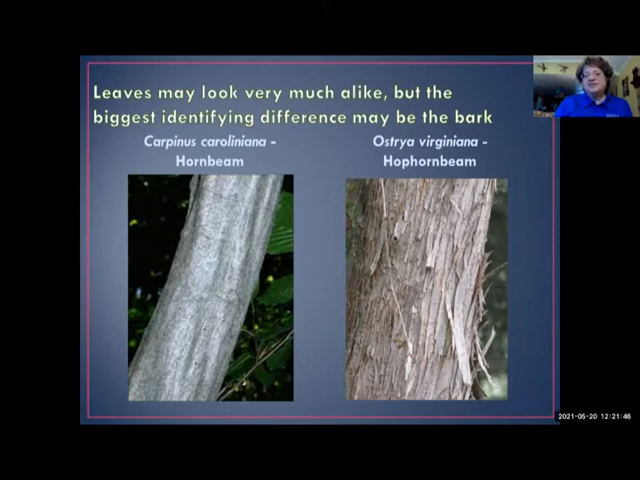 Leaves may look very much alike, but the
biggest identifying difference may be the bark
Carpinus caroliniana -
Hornbeam
Ostrya virginiana -
Hophornbeam
2021-05-20 12:21:46